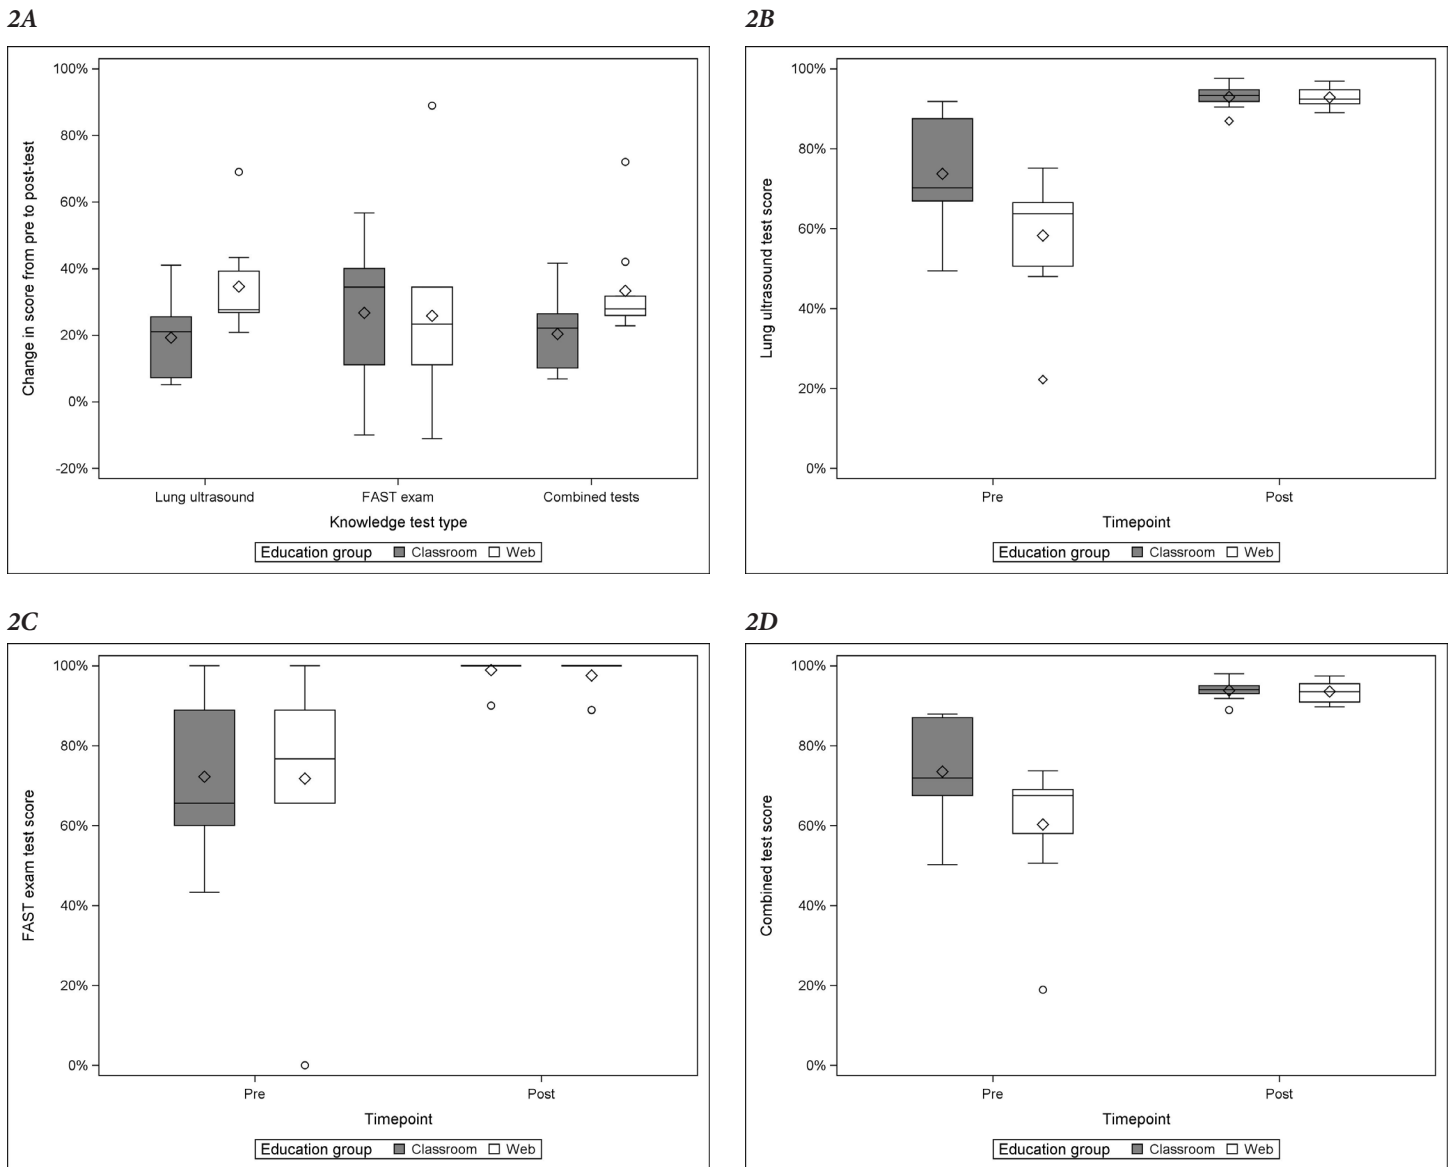 2A
100%
80%
60%
40%
20%
0%
-20%
Change in score from pre to post-test
Lung ultrasound FAST exam Combined tests
Knowledge test type
Education group Classroom Web
2B
100%
80%
60%
40%
20%
0%
Lung ultrasound test score
Pre Post
Timepoint
Education group Classroom Web
2C
100%
80%
60%
40%
20%
0%
FAST exam test score
Pre Post
Timepoint
Education group Classroom Web
2D
100%
80%
60%
40%
20%
0%
Combined test score
Pre Post
Timepoint
Education group Classroom Web